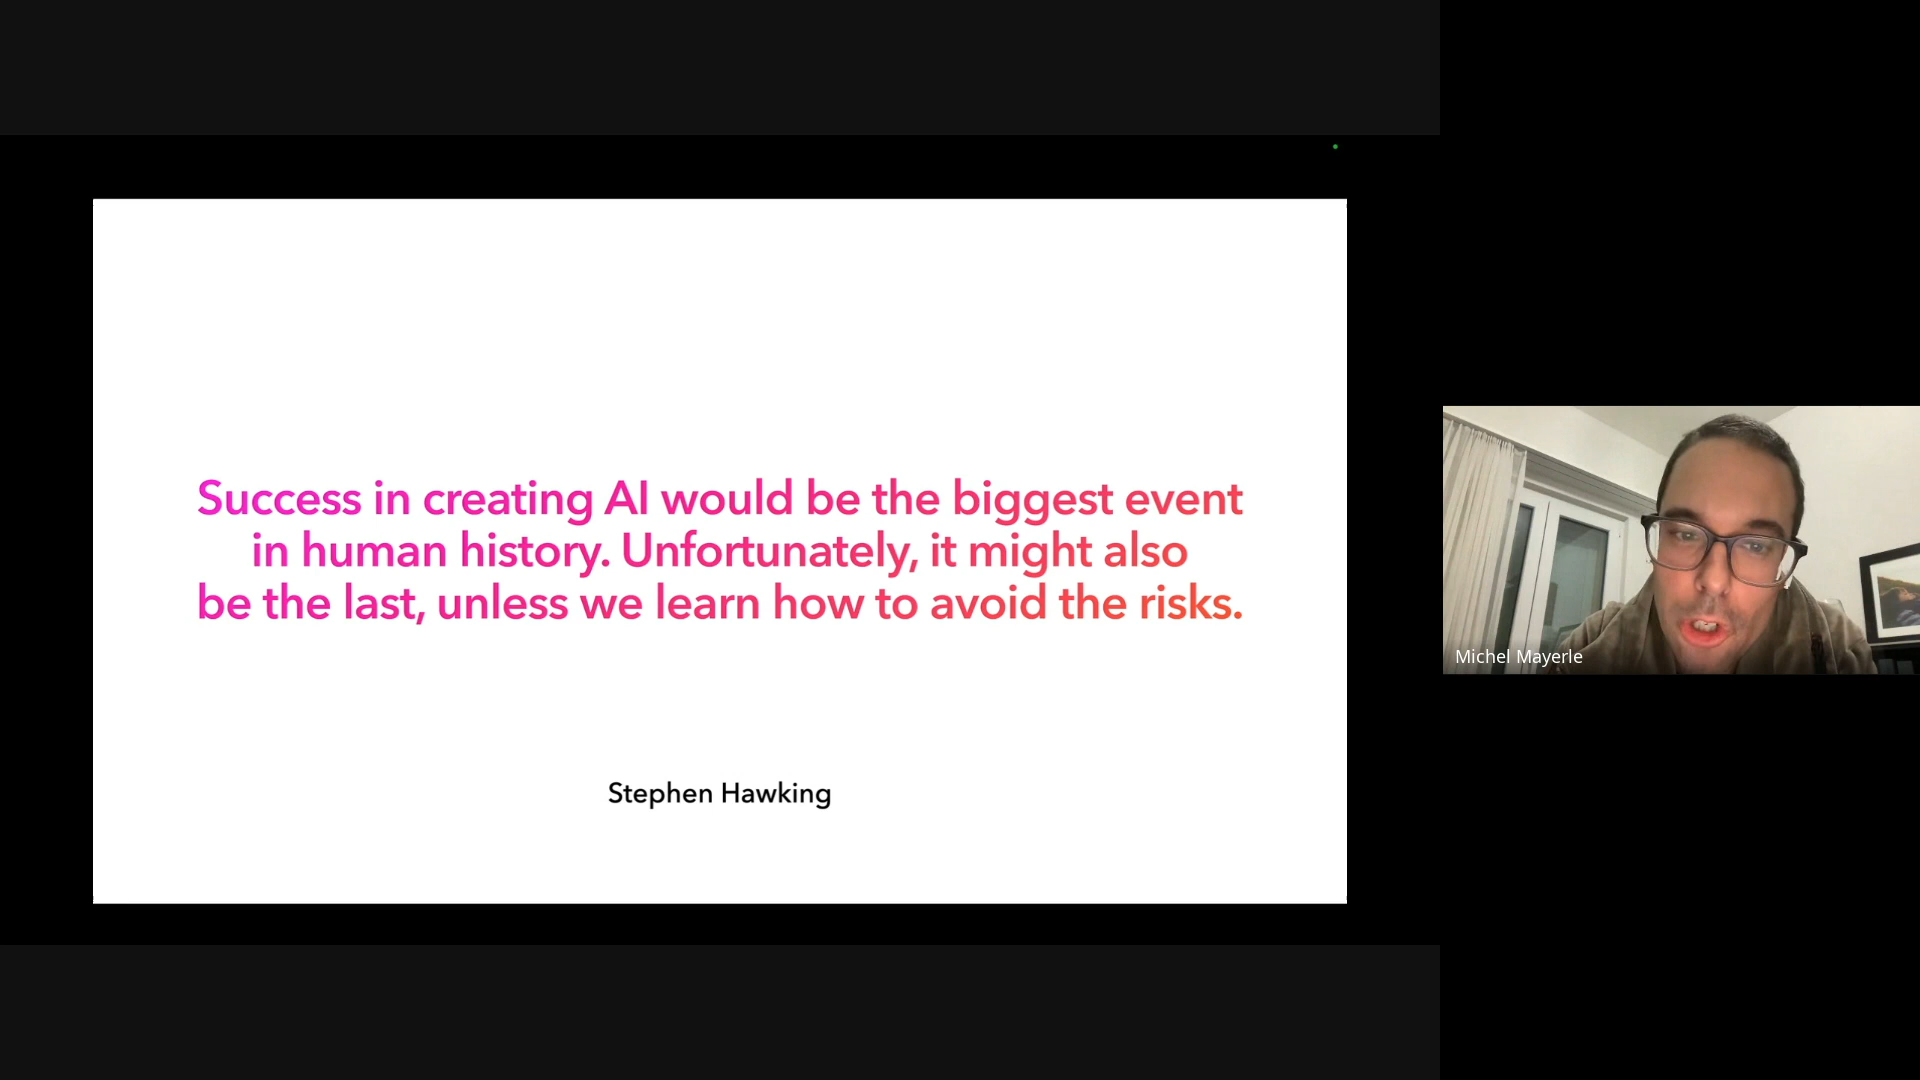 Success in creating AI would be the biggest event
in human history. Unfortunately, it might also
be the last, unless we learn how to avoid the risks.
Stephen Hawking
Michel Mayerle